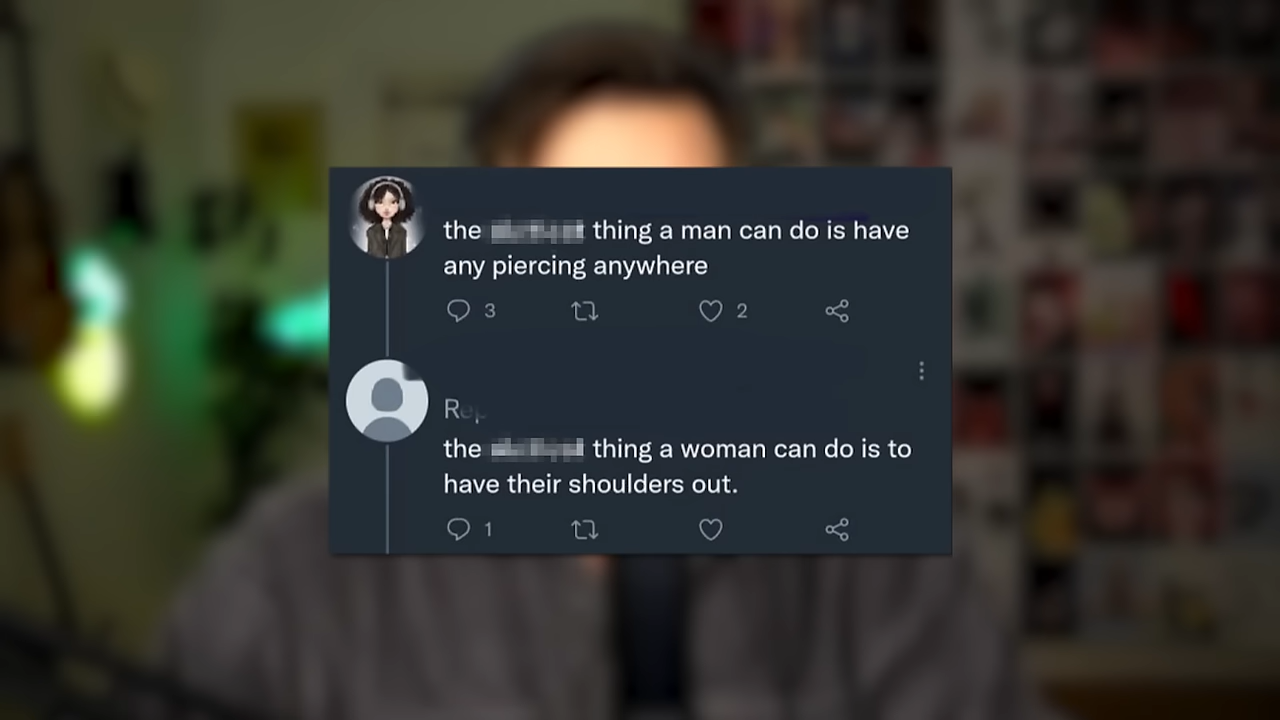 the thing a man can do is have
any piercing anywhere
3
2
Rep
the thing a woman can do is to
have their shoulders out.
1